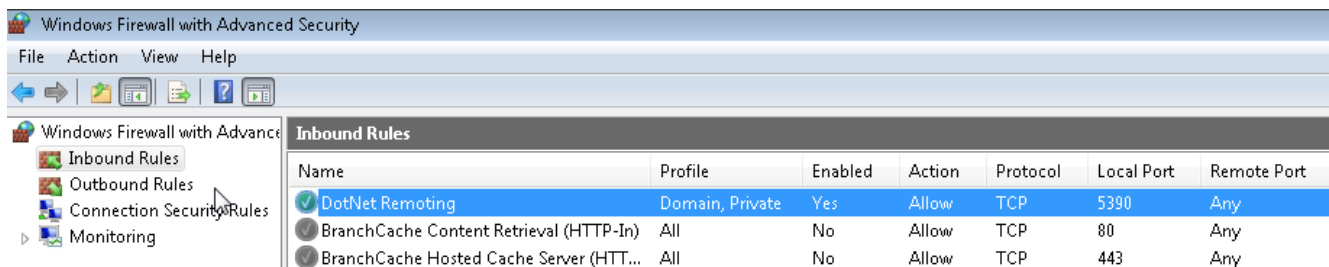 Windows Firewall with Advanced Security
File Action View Help
Windows Firewall with Advance
Inbound Rules
Outbound Rules
Connection Security Rules
Monitoring
Inbound Rules
Name Profile Enabled Action Protocol Local Port Remote Port
DotNet Remoting Domain, Private Yes Allow TCP 5390 Any
BranchCache Content Retrieval (HTTP-In) All No Allow TCP 80 Any
BranchCache Hosted Cache Server (HTT... All No Allow TCP 443 Any